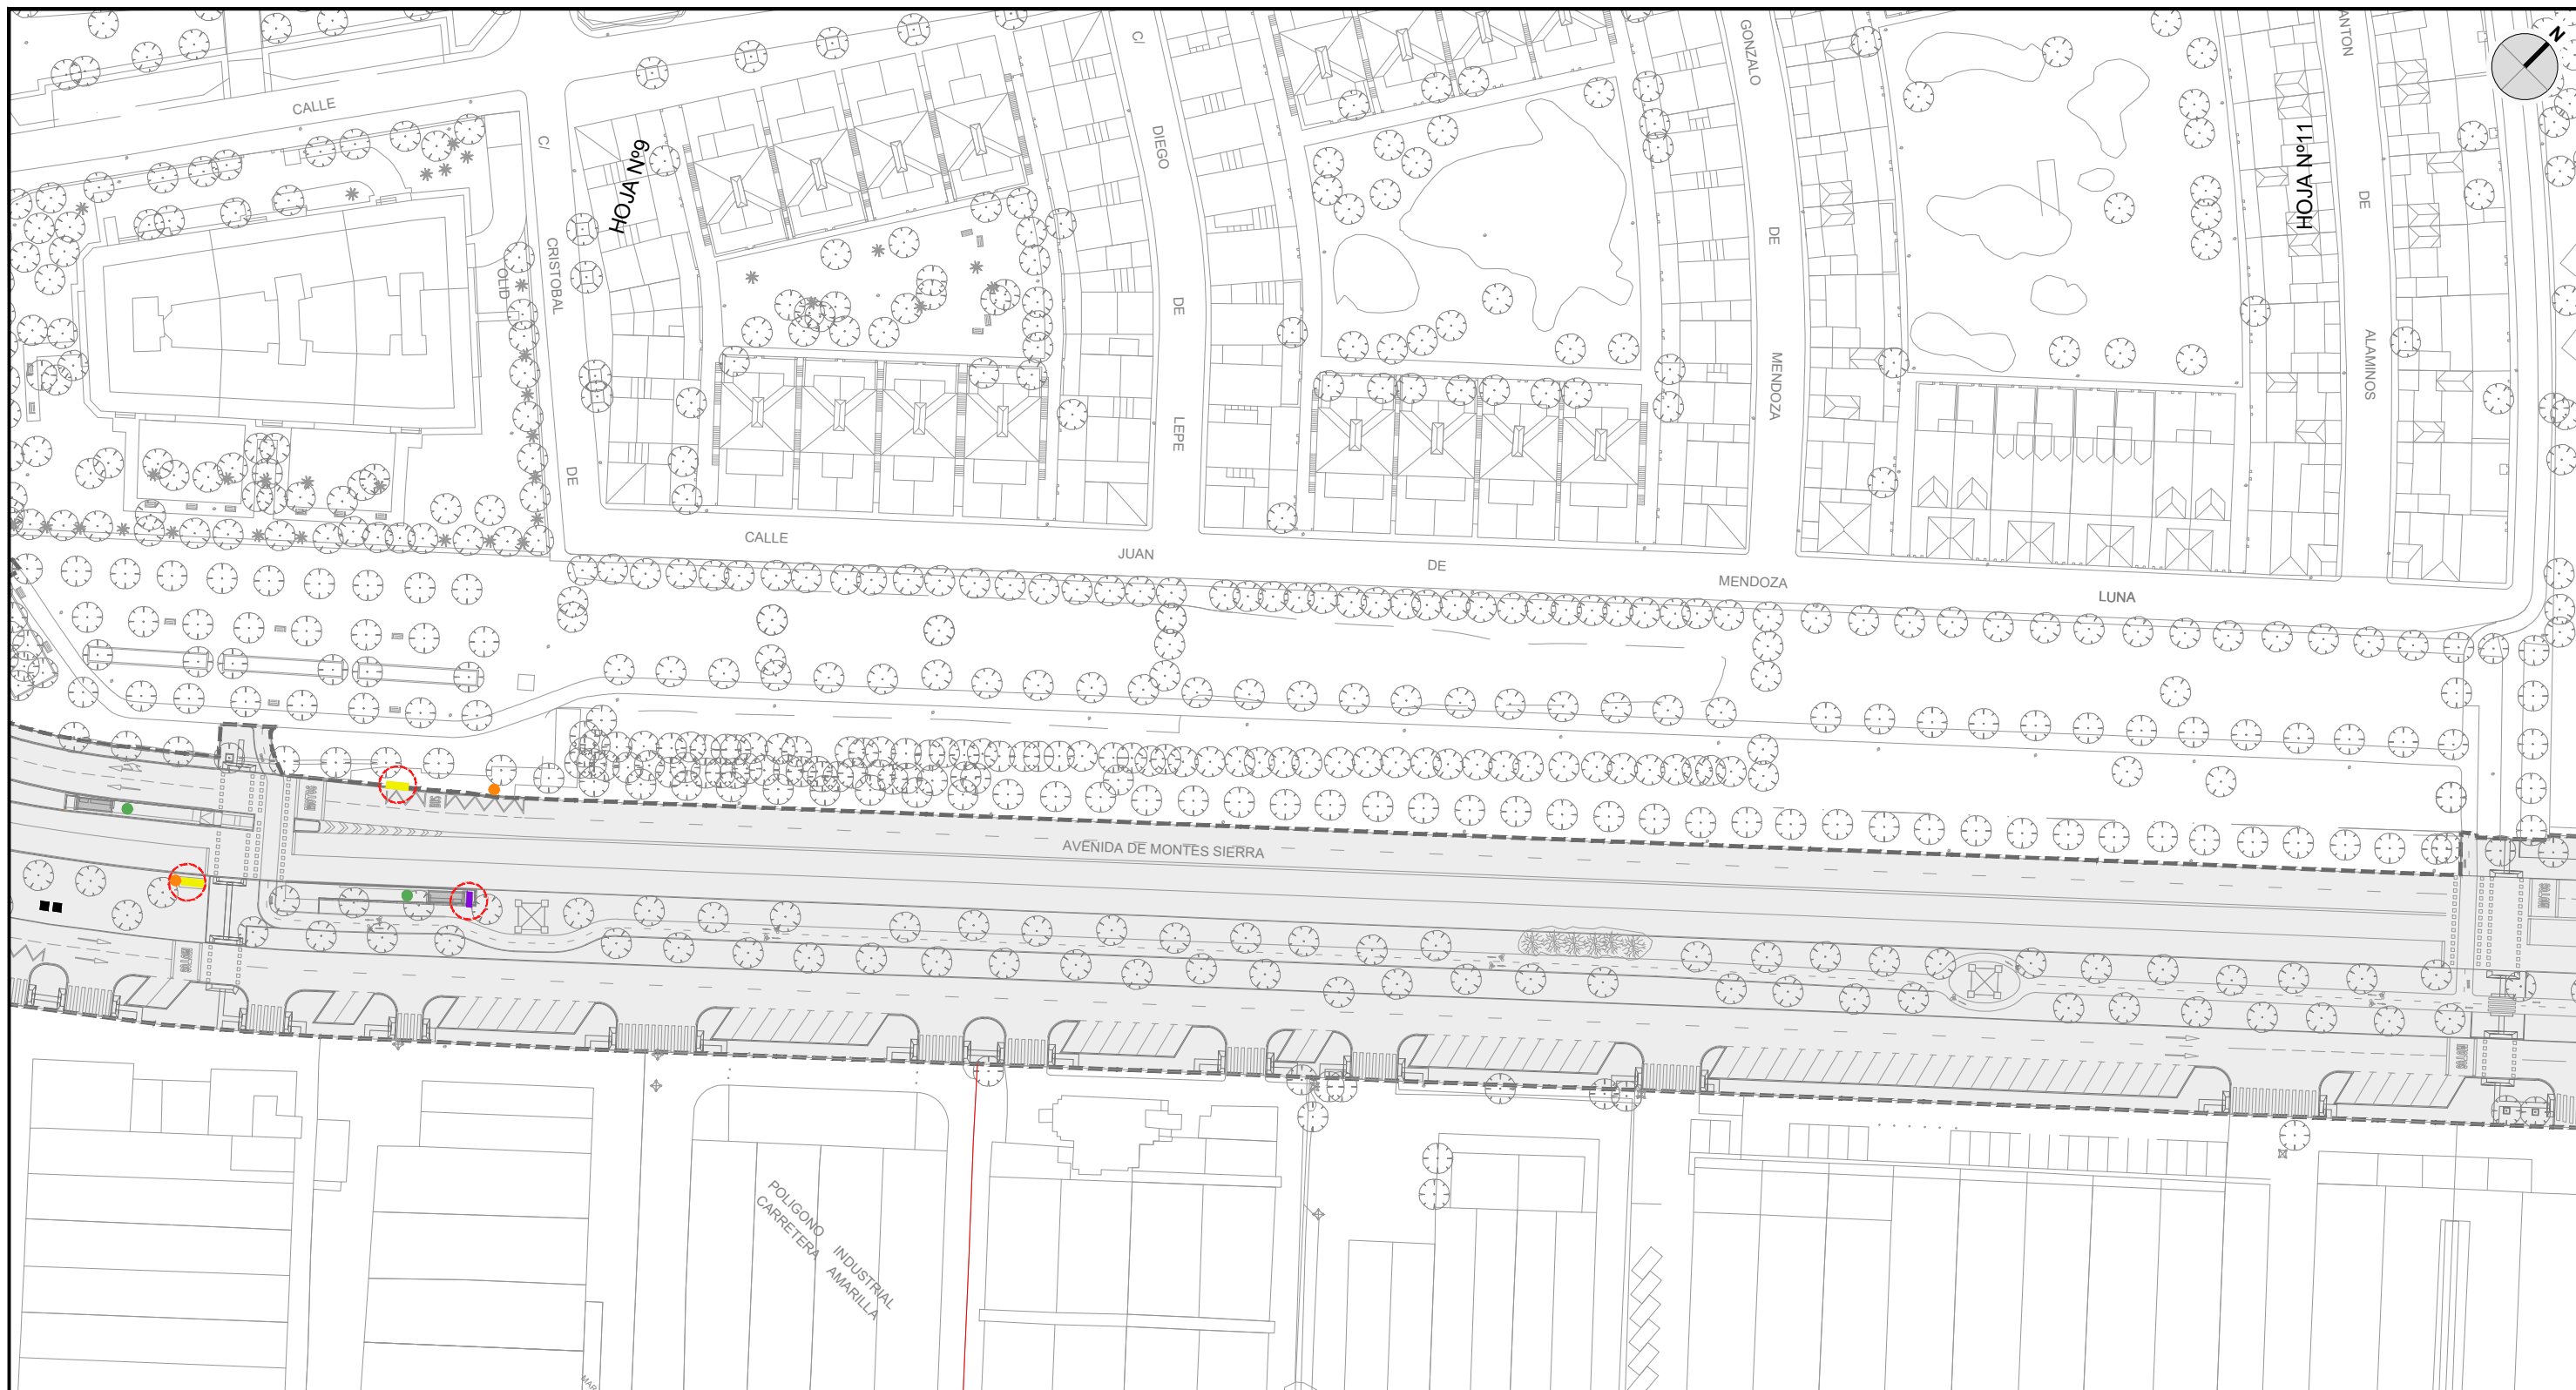 N
CALLE
C/
CRISTOBAL
DE
OLID
HOJA Nº9
C/
DIEGO
DE
LEPE
GONZALO
DE
MENDOZA
HOJA Nº11
ANTON
DE
ALAMINOS
CALLE
JUAN
DE
MENDOZA
LUNA
BUS
AVENIDA DE MONTES SIERRA
POLIGONO INDUSTRIAL
CARRETERA AMARILLA